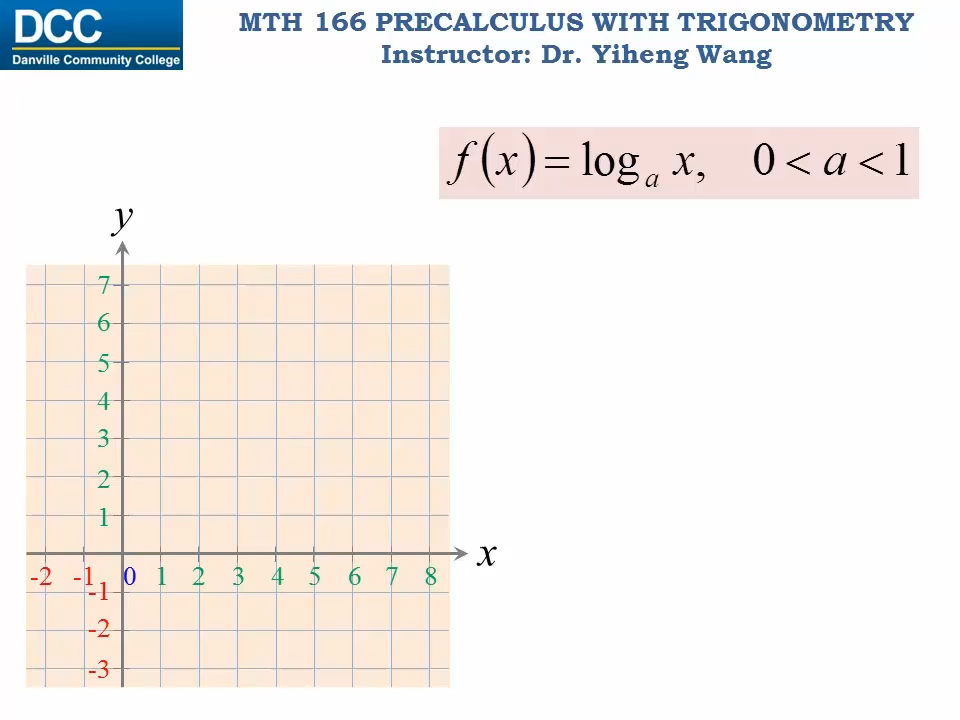 DCC
Danville Community College
MTH 166 PRECALCULUS WITH TRIGONOMETRY
Instructor: Dr. Yiheng Wang
f(x) = logₐ x, 0 < a < 1
y
7
6
5
4
3
2
1
x
-2 -1 0 1 2 3 4 5 6 7 8
-1
-2
-3